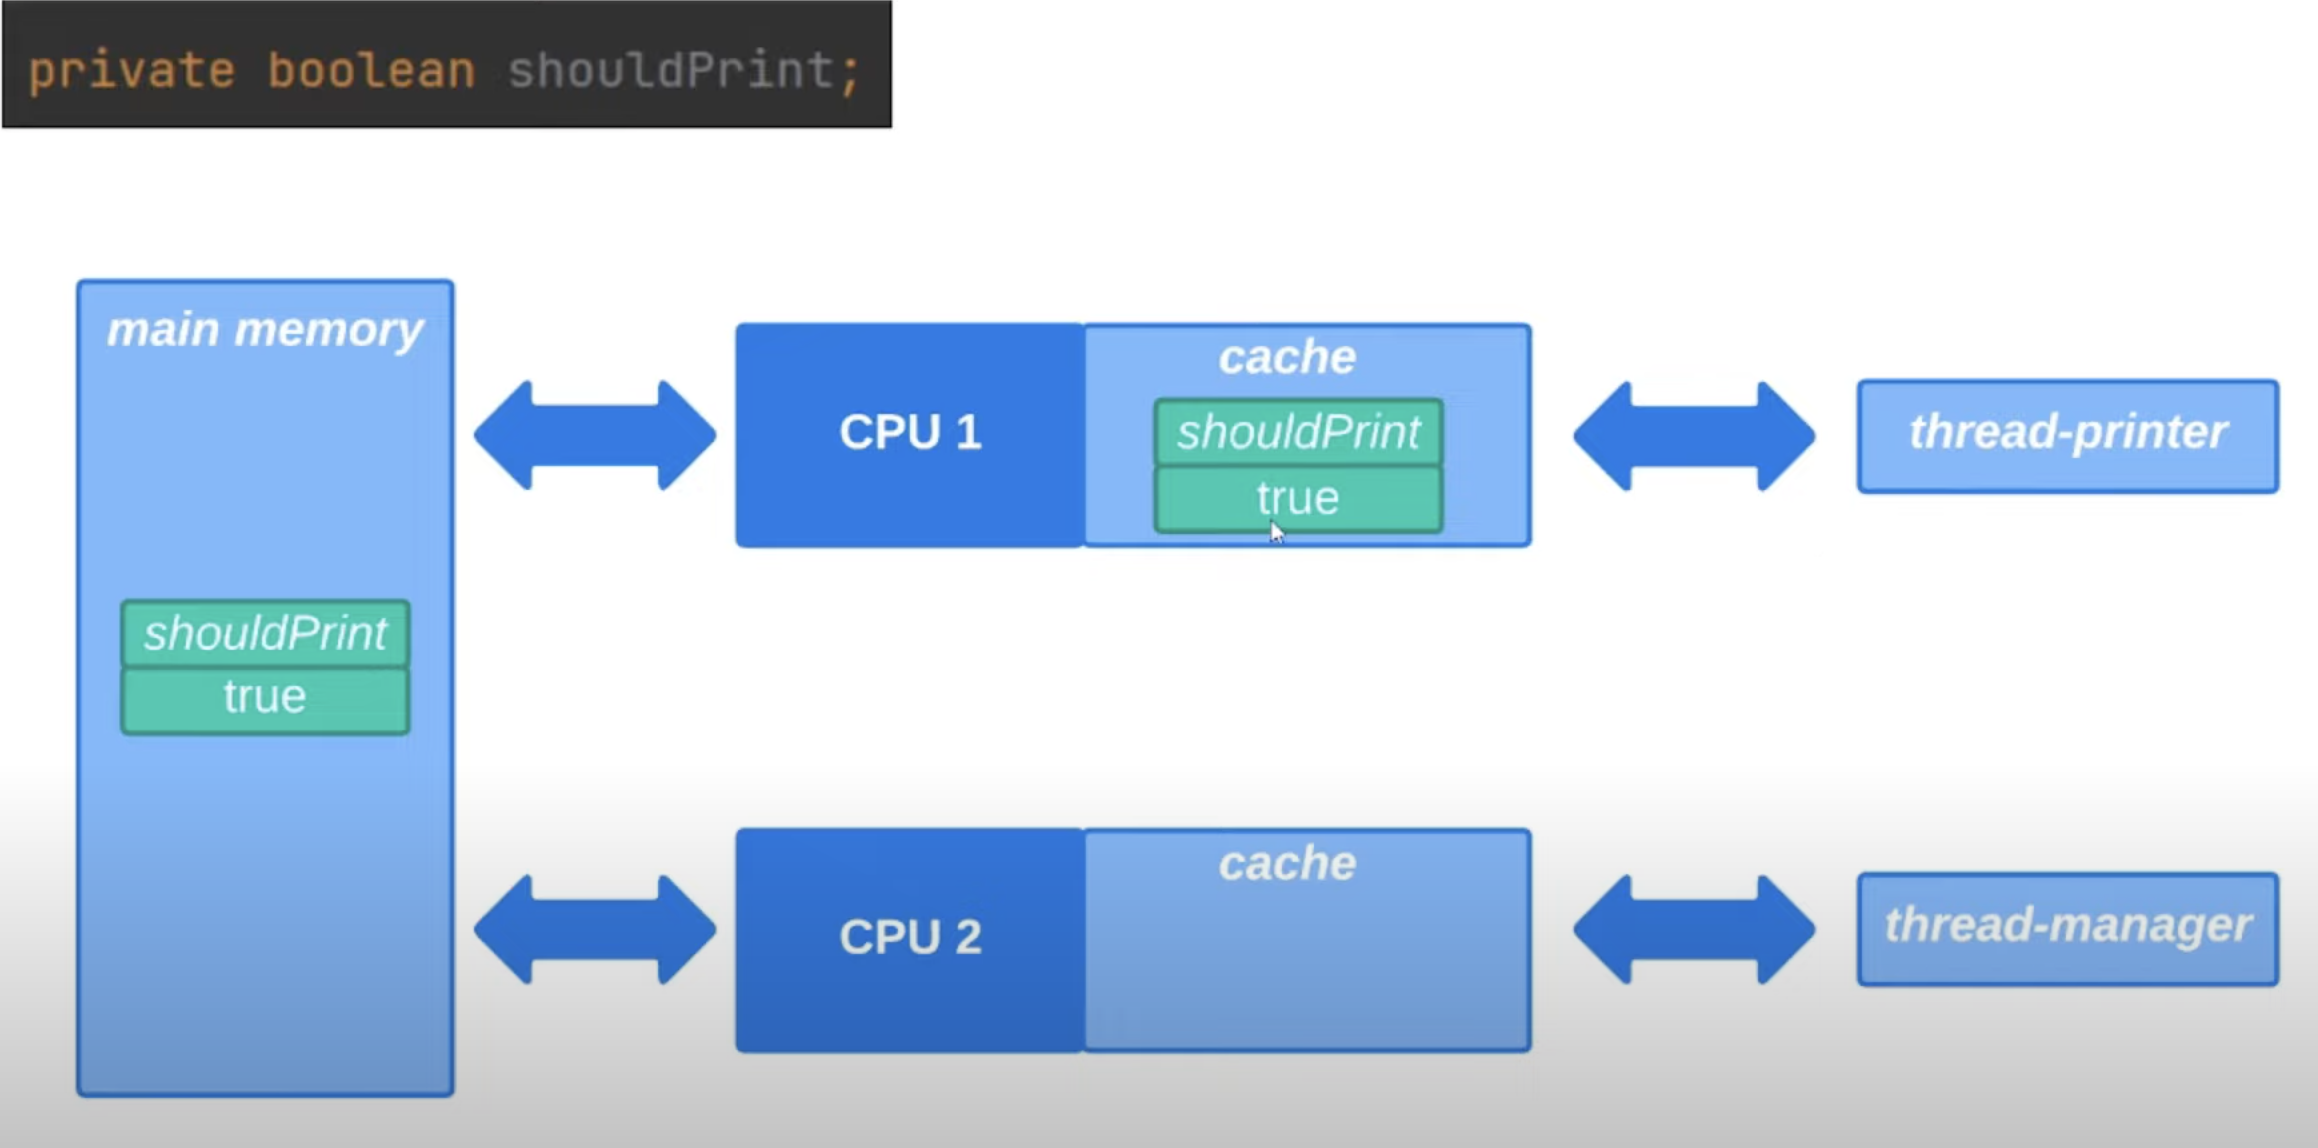 private boolean shouldPrint;
main memory
shouldPrint
true
CPU 1
cache
shouldPrint
true
thread-printer
CPU 2
cache
thread-manager